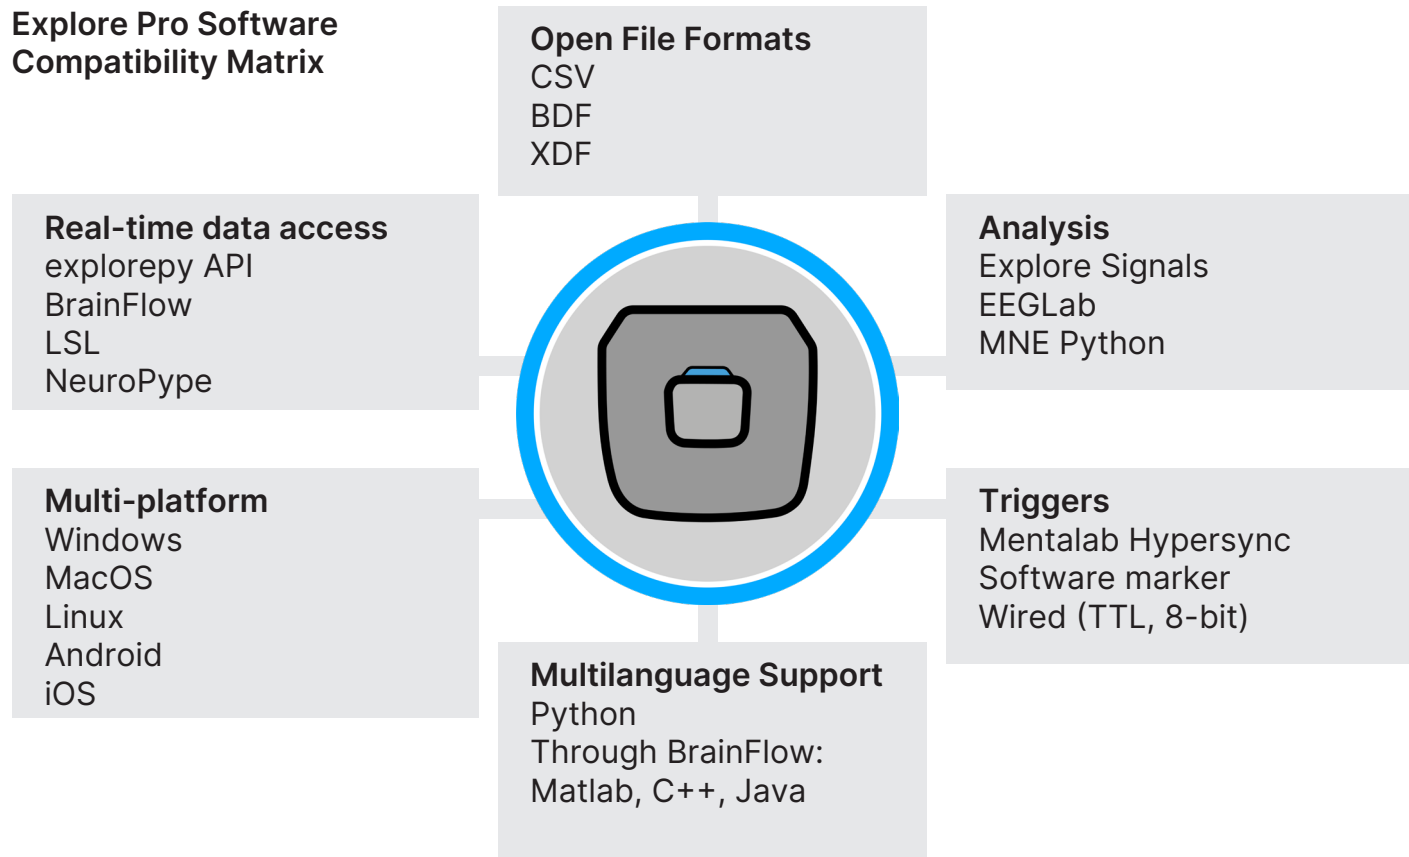 Explore Pro Software
Compatibility Matrix
Open File Formats
CSV
BDF
XDF
Real-time data access
explorepy API
BrainFlow
LSL
NeuroPype
Analysis
Explore Signals
EEGLab
MNE Python
Multi-platform
Windows
MacOS
Linux
Android
iOS
Triggers
Mentalab Hypersync
Software marker
Wired (TTL, 8-bit)
Multilanguage Support
Python
Through BrainFlow:
Matlab, C++, Java